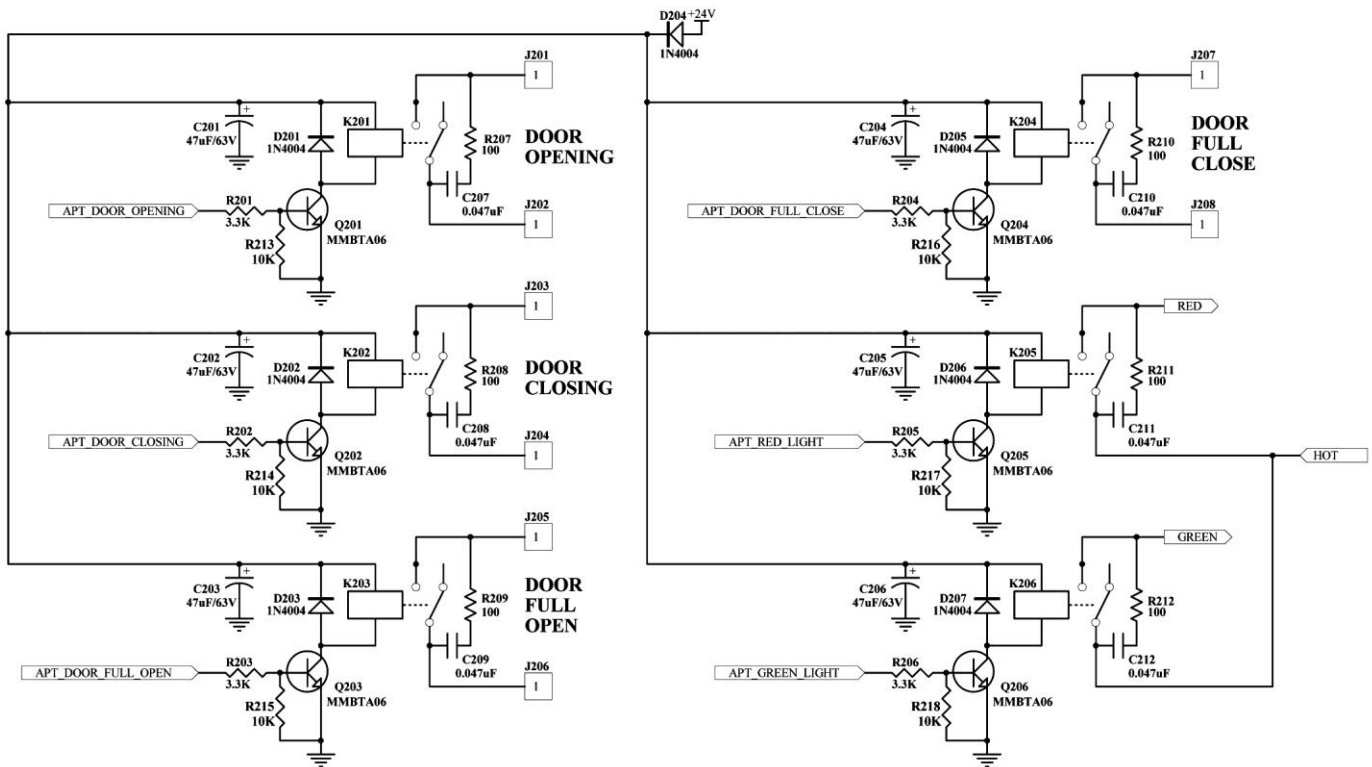 D204 +24V
1N4004
J201
1
C201
47uF/63V
+
D201
1N4004
K201
R207
100
DOOR
OPENING
C207
0.047uF
J202
1
APT_DOOR_OPENING
R201
3.3K
Q201
MMBTA06
R213
10K
J203
1
C202
47uF/63V
+
D202
1N4004
K202
R208
100
DOOR
CLOSING
C208
0.047uF
J204
1
APT_DOOR_CLOSING
R202
3.3K
Q202
MMBTA06
R214
10K
J205
1
C203
47uF/63V
+
D203
1N4004
K203
R209
100
DOOR
FULL
OPEN
C209
0.047uF
J206
1
APT_DOOR_FULL_OPEN
R203
3.3K
Q203
MMBTA06
R215
10K
J207
1
C204
47uF/63V
+
D205
1N4004
K204
R210
100
DOOR
FULL
CLOSE
C210
0.047uF
J208
1
APT_DOOR_FULL_CLOSE
R204
3.3K
Q204
MMBTA06
R216
10K
RED
C205
47uF/63V
+
D206
1N4004
K205
R211
100
C211
0.047uF
HOT
APT_RED_LIGHT
R205
3.3K
Q205
MMBTA06
R217
10K
GREEN
C206
47uF/63V
+
D207
1N4004
K206
R212
100
C212
0.047uF
APT_GREEN_LIGHT
R206
3.3K
Q206
MMBTA06
R218
10K